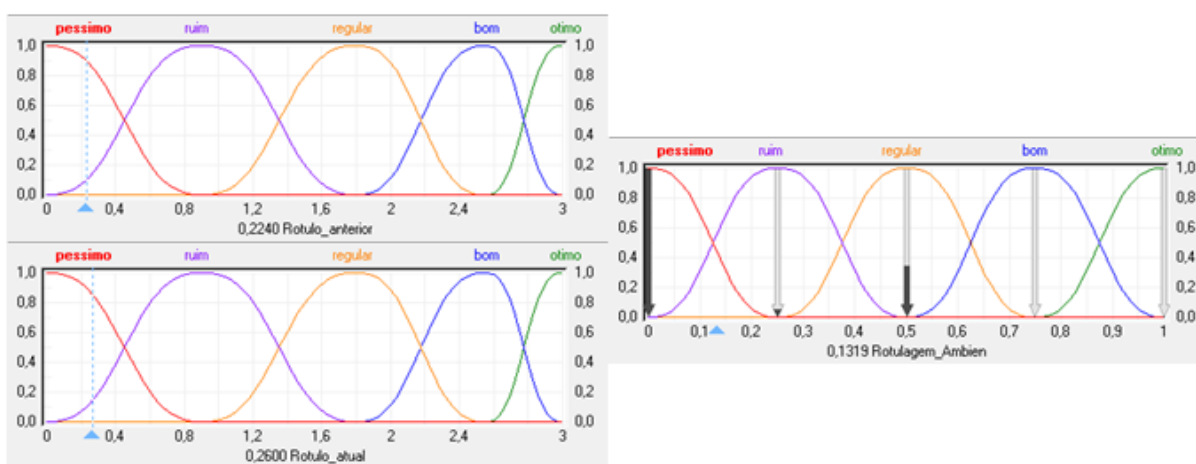 pessimo ruim regular bom otimo
1,0 1,0
0,8 0,8
0,6 0,6
0,4 0,4
0,2 0,2
0,0 0,0
0 0,4 0,8 1,2 1,6 2 2,4 3
0,2240 Rotulo_anterior
pessimo ruim regular bom otimo
1,0 1,0
0,8 0,8
0,6 0,6
0,4 0,4
0,2 0,2
0,0 0,0
0 0,4 0,8 1,2 1,6 2 2,4 3
0,2600 Rotulo_atual
pessimo ruim regular bom otimo
1,0 1,0
0,8 0,8
0,6 0,6
0,4 0,4
0,2 0,2
0,0 0,0
0 0,1 0,3 0,4 0,5 0,6 0,7 0,8 0,9 1
0,1319 Rotulagem_Ambien